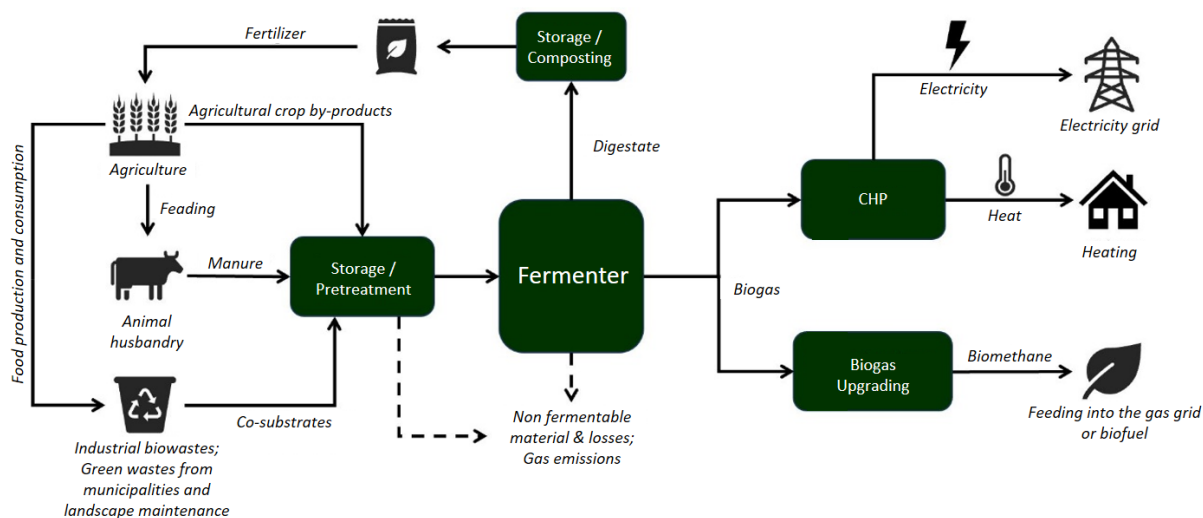 Fertilizer
Storage /
Composting
Electricity
Electricity grid
Agricultural crop by-products
Agriculture
Digestate
CHP
Heat
Heating
Food production and consumption
Feading
Manure
Storage /
Pretreatment
Fermenter
Biogas
Animal
husbandry
Biogas
Upgrading
Biomethane
Feeding into the gas grid
or biofuel
Co-substrates
Non fermentable
material & losses;
Gas emissions
Industrial biowastes;
Green wastes from
municipalities and
landscape maintenance